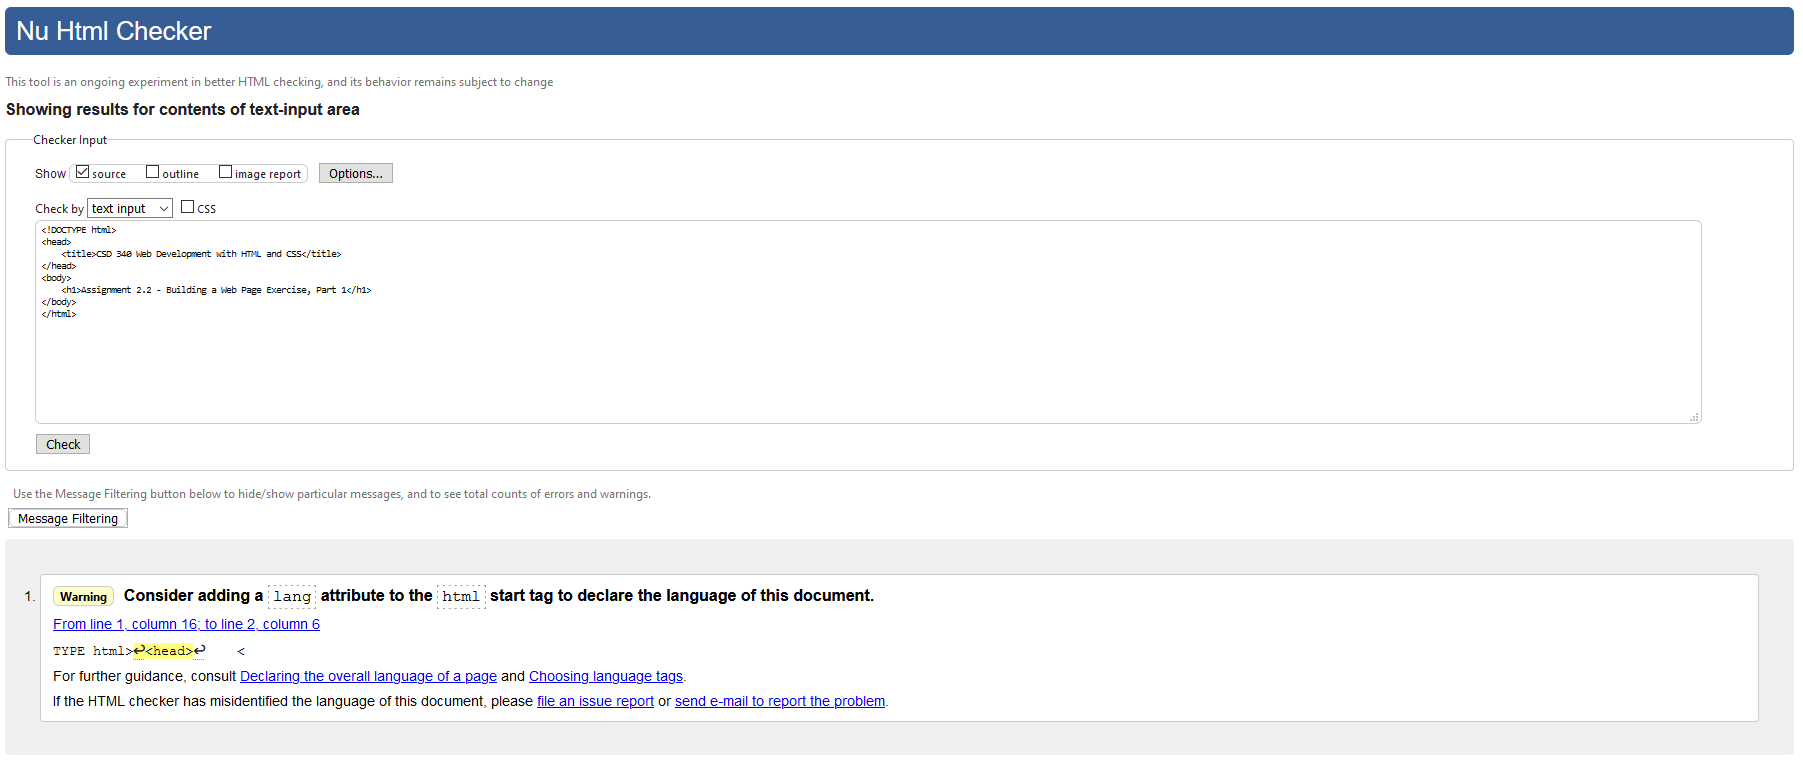 Nu Html Checker
This tool is an ongoing experiment in better HTML checking, and its behavior remains subject to change
Showing results for contents of text-input area
Checker Input
Show source outline image report Options...
Check by text input CSS
<!DOCTYPE html>
<head>
    <title>CSD 340 Web Development with HTML and CSS</title>
</head>
<body>
    <h1>Assignment 2.2 - Building a Web Page Exercise, Part 1</h1>
</body>
</html>
Check
Use the Message Filtering button below to hide/show particular messages, and to see total counts of errors and warnings.
Message Filtering
1. Warning Consider adding a lang attribute to the html start tag to declare the language of this document.
From line 1, column 16; to line 2, column 6
TYPE html>↩<head>↩    <
For further guidance, consult Declaring the overall language of a page and Choosing language tags.
If the HTML checker has misidentified the language of this document, please file an issue report or send e-mail to report the problem.